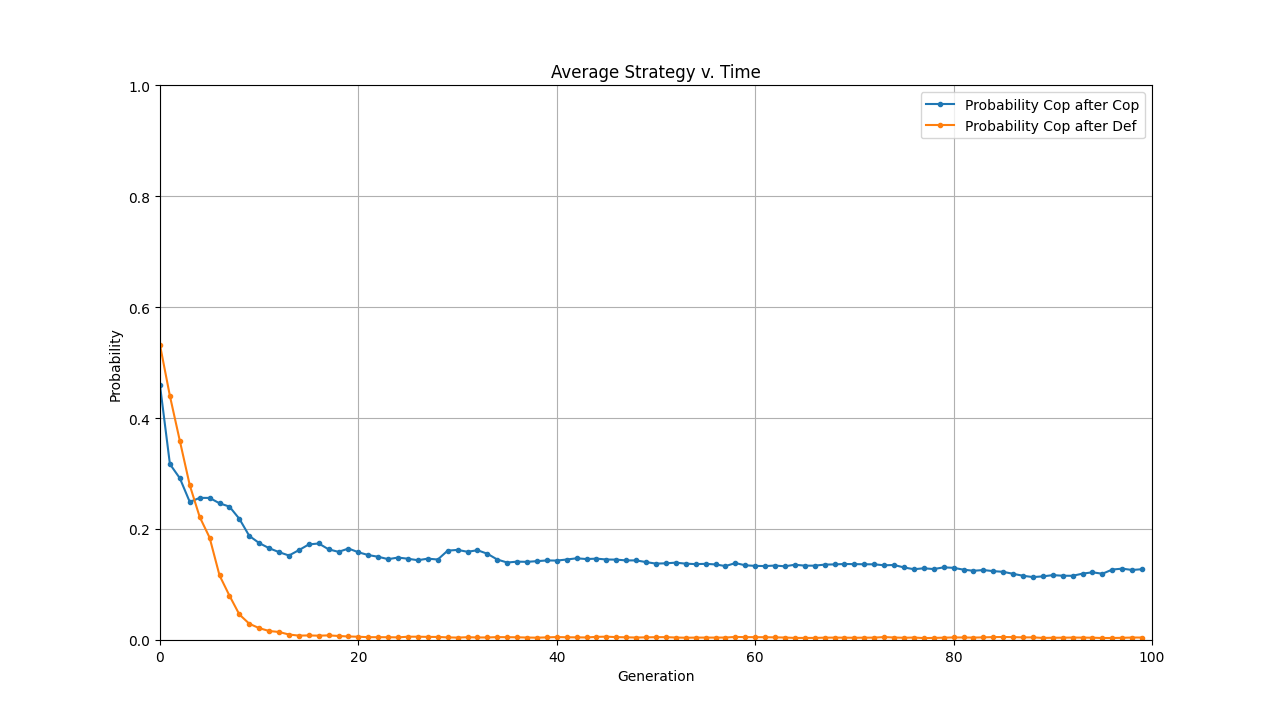 Average Strategy v. Time
Probability Cop after Cop
Probability Cop after Def
Probability
1.0
0.8
0.6
0.4
0.2
0.0
0 20 40 60 80 100
Generation